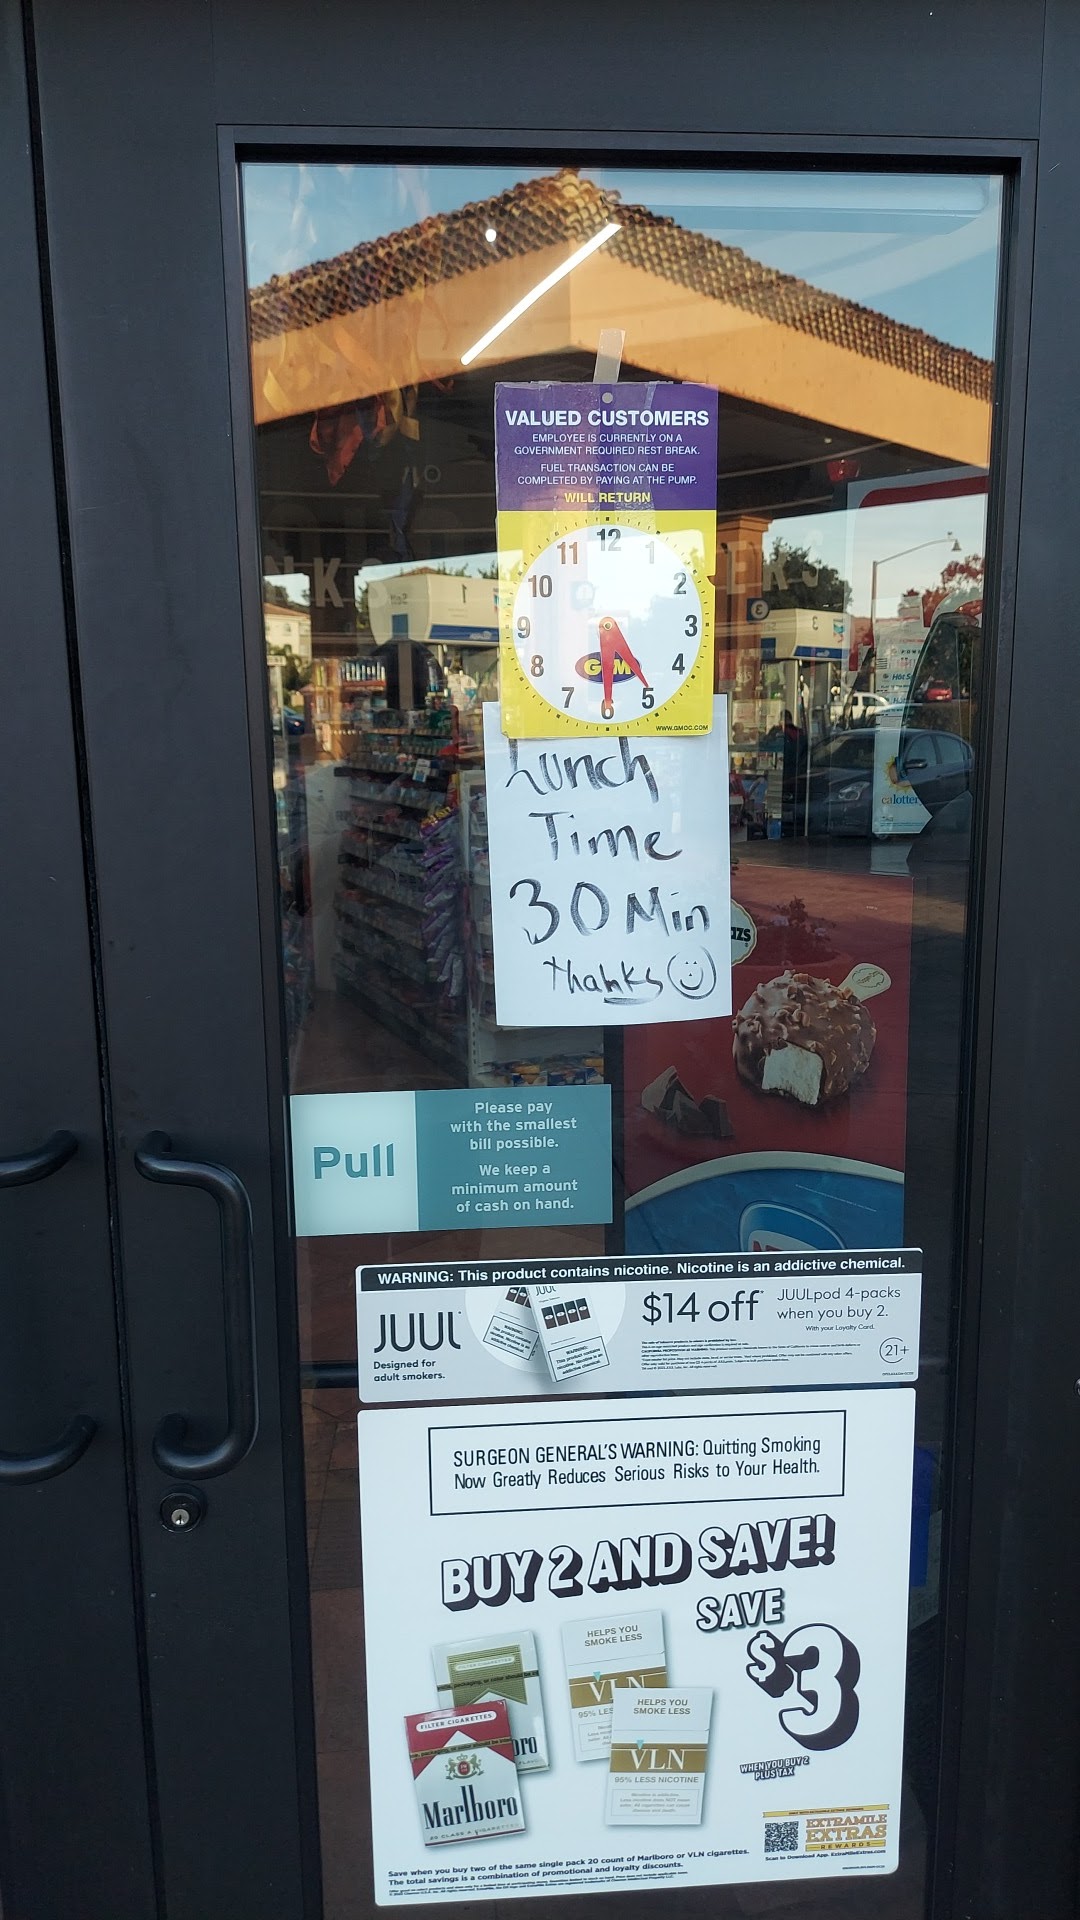 VALUED CUSTOMERS
EMPLOYEE IS CURRENTLY ON A
GOVERNMENT REQUIRED REST BREAK.
FUEL TRANSACTION CAN BE
COMPLETED BY PAYING AT THE PUMP.
WILL RETURN
12
11 1
10 2
9 3
8 4
7 5
6
WWW.GMOC.COM
Lunch
Time
30 Min
Thanks
calotter
Pull
Please pay
with the smallest
bill possible.
We keep a
minimum amount
of cash on hand.
WARNING: This product contains nicotine. Nicotine is an addictive chemical.
JUUL
Designed for
adult smokers.
$14 off*
JUULpod 4-packs
when you buy 2.
With your Loyalty Card.
21+
SURGEON GENERAL'S WARNING: Quitting Smoking
Now Greatly Reduces Serious Risks to Your Health.
BUY 2 AND SAVE!
SAVE
$3
WHEN YOU BUY 2
PLUS TAX
FILTER CIGARETTES
Marlboro
HELPS YOU
SMOKE LESS
VLN
HELPS YOU
SMOKE LESS
VLN
95% LESS NICOTINE
EXTRAMILE
EXTRAS
REWARDS
Scan to Download App. ExtraMileExtras.com
Save when you buy two of the same single pack 20 count of Marlboro or VLN cigarettes.
The total savings is a combination of promotional and loyalty discounts.